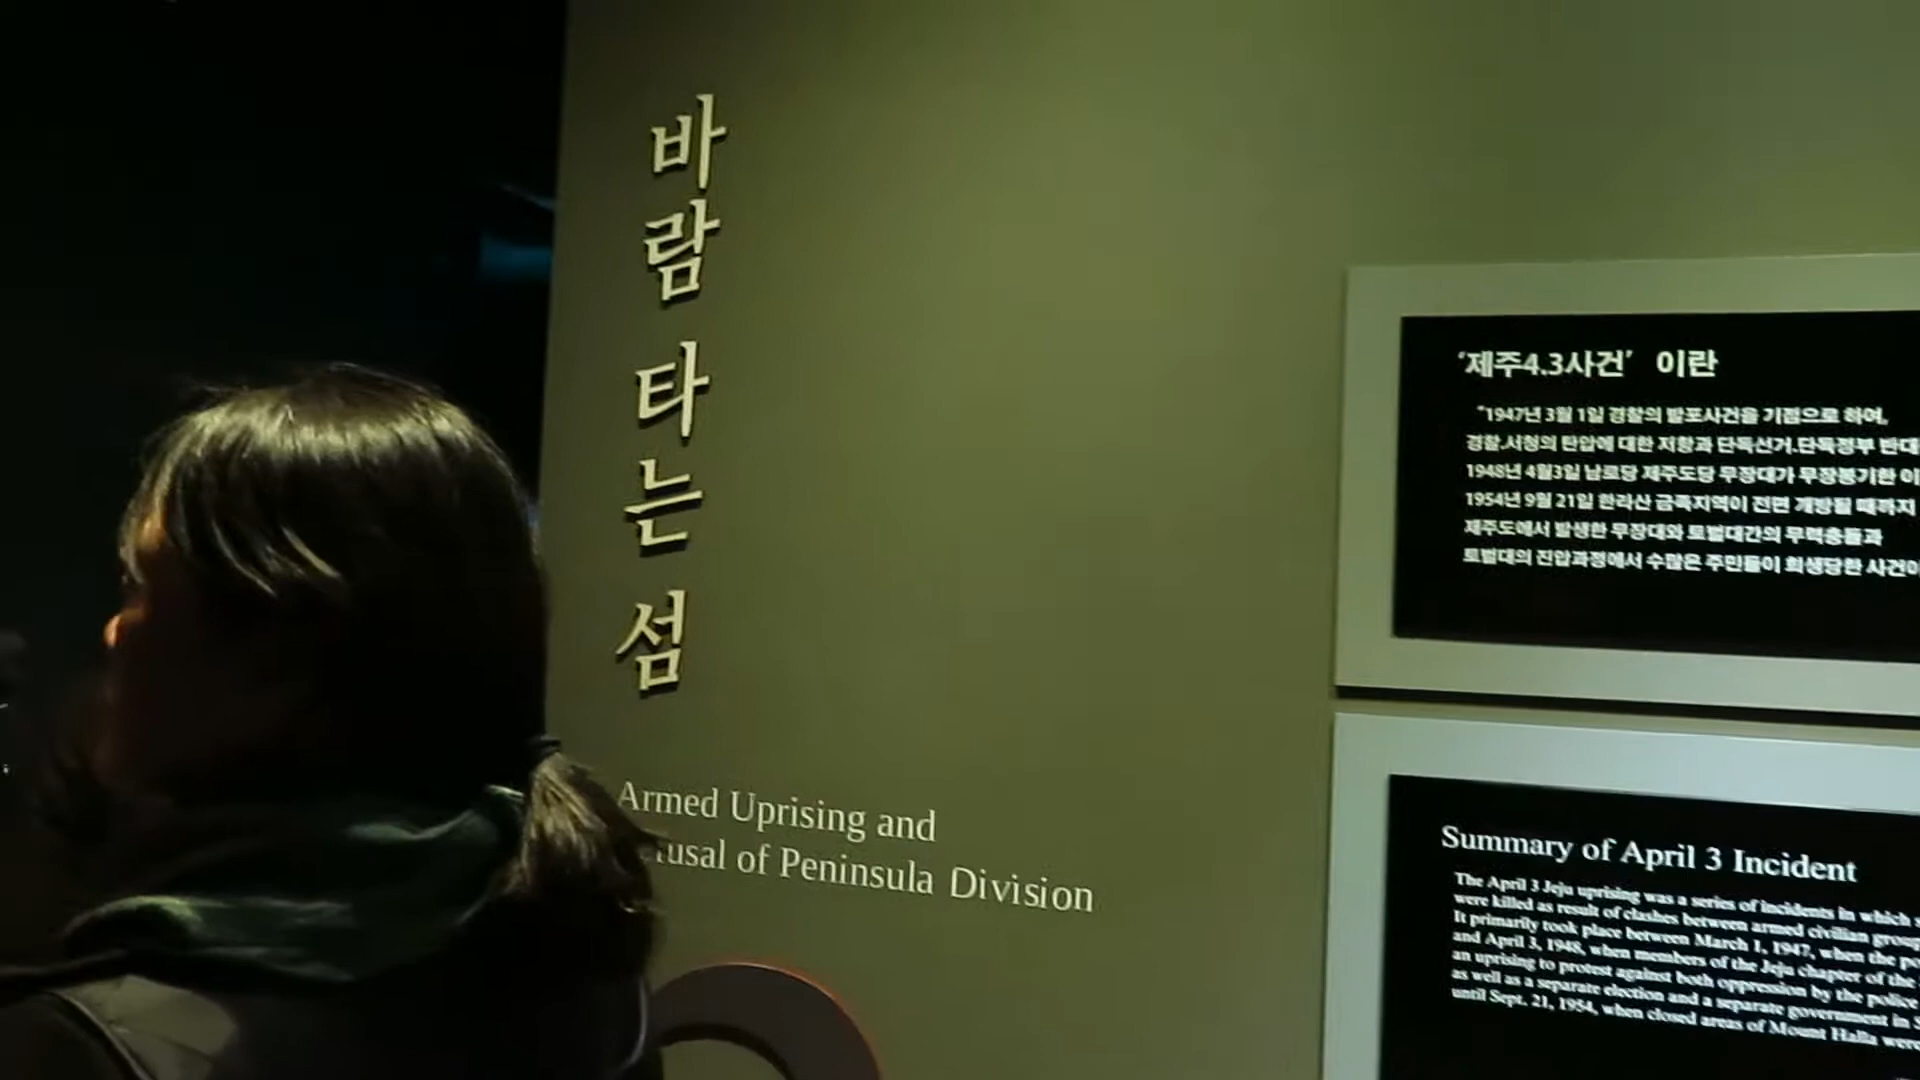 바람 타는 섬
Armed Uprising and
of Peninsula Division
‘제주4.3사건’ 이란
“1947년 3월 1일 경찰의 발포사건을 기점으로 하여,
경찰.서청의 탄압에 대한 저항과 단독선거.단독정부 반대
1948년 4월3일 남로당 제주도당 무장대가 무장봉기한 이
1954년 9월 21일 한라산 금족지역이 전면 개방될 때까지
제주도에서 발생한 무장대와 토벌대간의 무력충돌과
토벌대의 진압과정에서 수많은 주민들이 희생당한 사건이
Summary of April 3 Incident
The April 3 Jeju uprising was a series of incidents in which
were killed as result of clashes between armed civilian group
It primarily took place between March 1, 1947, when the po
and April 3, 1948, when members of the Jeju chapter of the
an uprising to protest against both oppression by the police
as well as a separate election and a separate government in S
until Sept. 21, 1954, when closed areas of Mount Halla were